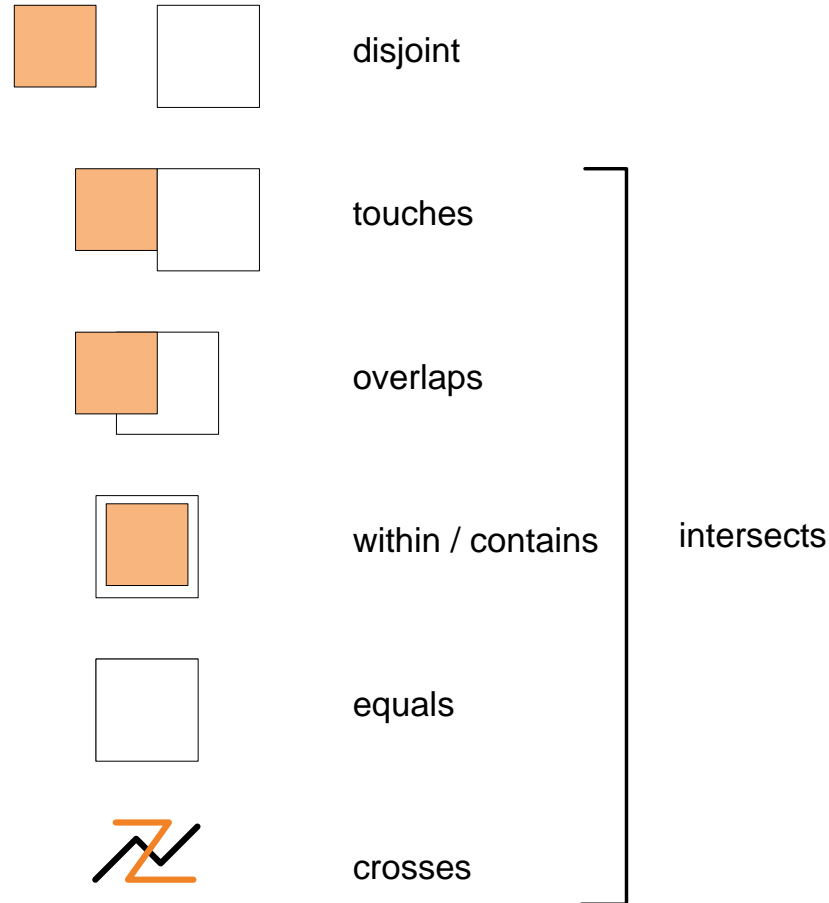 disjoint
touches
overlaps
within / contains
intersects
equals
crosses